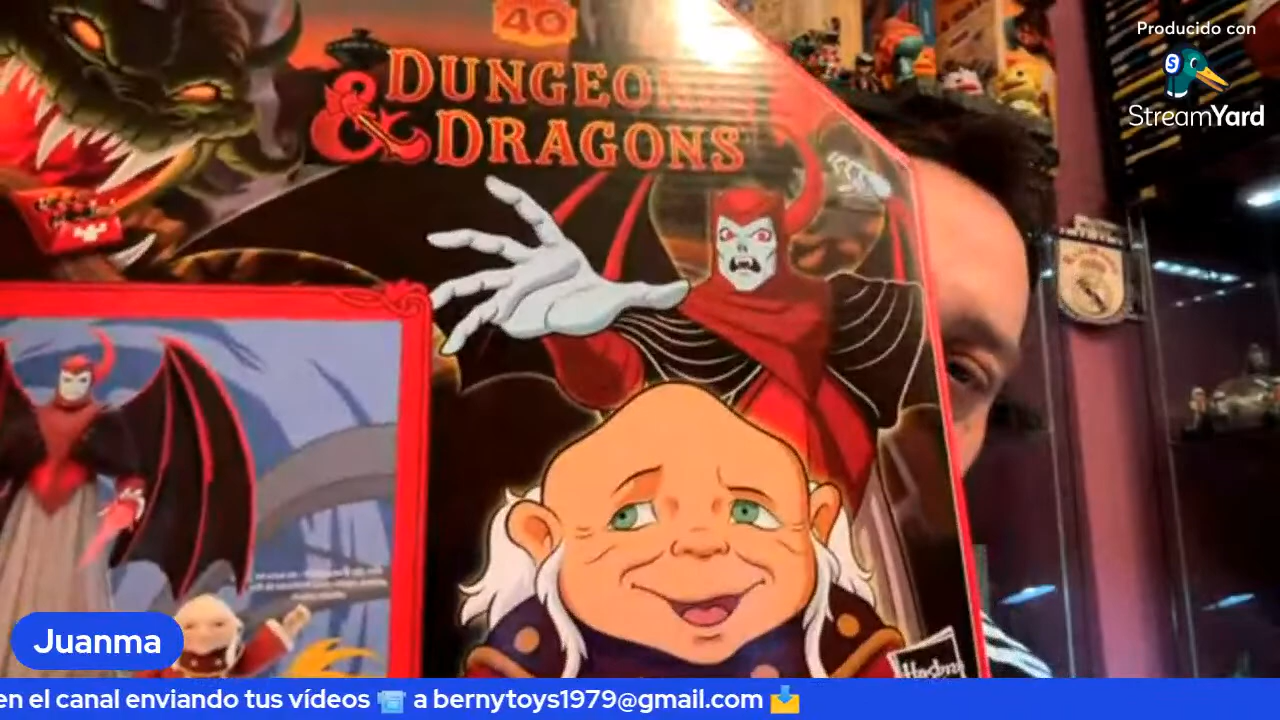 Producido con
StreamYard
40
DUNGEONS
& DRAGONS
Hasbro
Juanma
en el canal enviando tus vídeos 📹 a bernytoys1979@gmail.com 📩